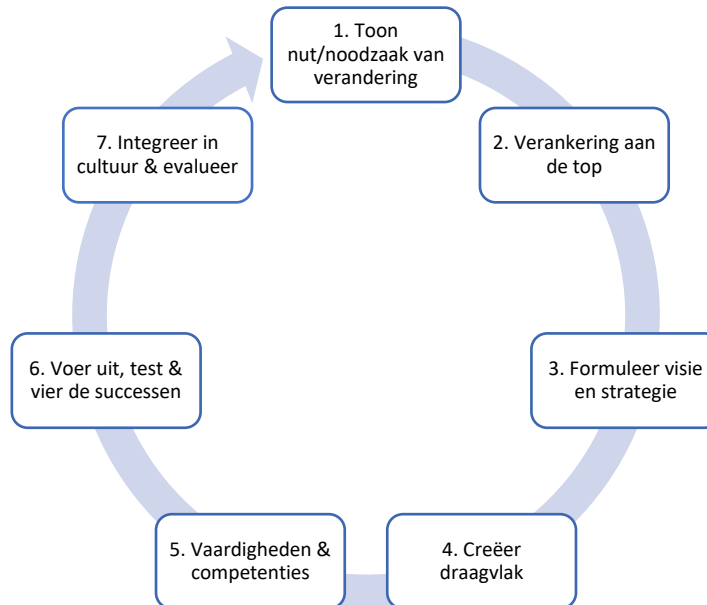 1. Toon
nut/noodzaak van
verandering
2. Verankering aan
de top
3. Formuleer visie
en strategie
4. Creëer
draagvlak
5. Vaardigheden &
competenties
6. Voer uit, test &
vier de successen
7. Integreer in
cultuur & evalueer